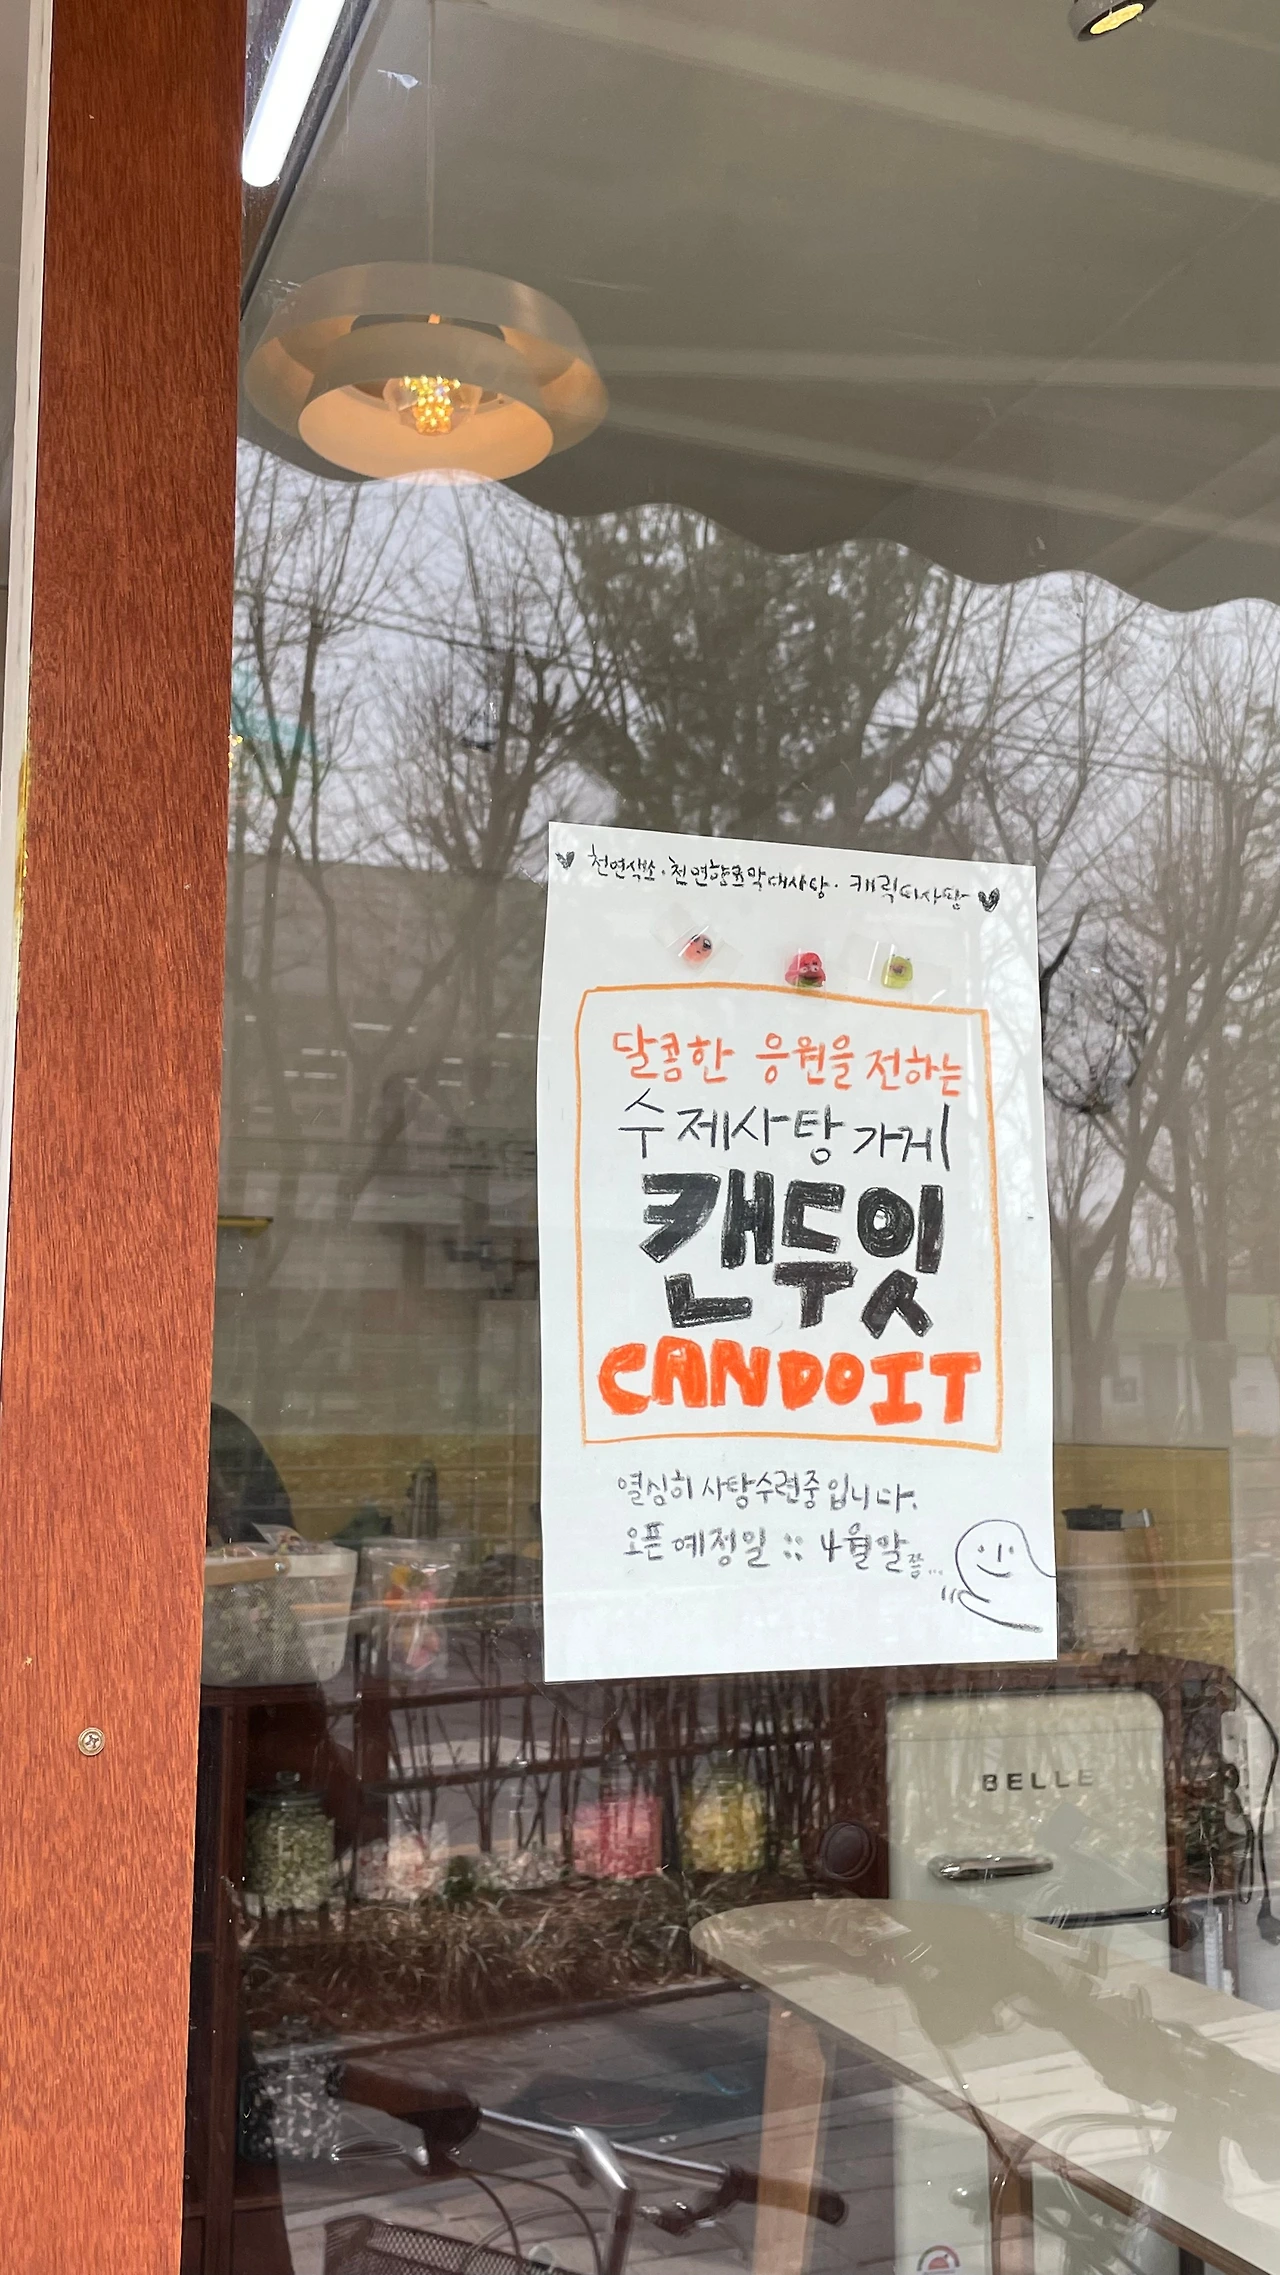 ♥ 천연색소·천연향료막대사탕·캐릭터사탕 ♥
달콤한 응원을 전하는
수제사탕 가게
캔두잇
CANDOIT
열심히 사탕수련중입니다.
오픈 예정일 :: 4월말쯤...
BELLE